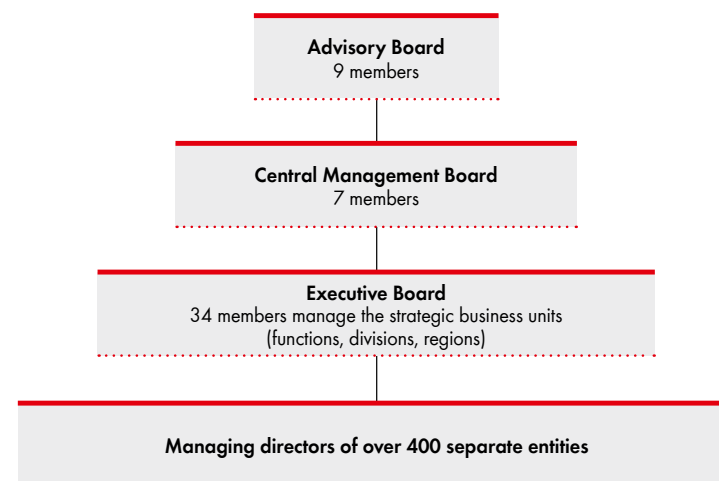 Advisory Board
9 members
Central Management Board
7 members
Executive Board
34 members manage the strategic business units
(functions, divisions, regions)
Managing directors of over 400 separate entities